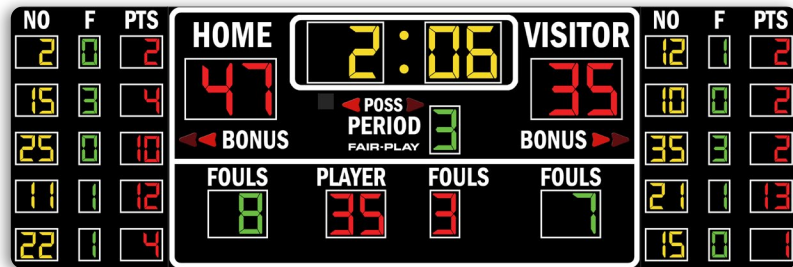 NO F PTS
2 0 2
15 3 4
25 0 10
11 1 12
22 1 4
HOME 2:06 VISITOR
47 35
POSS
PERIOD 3
FAIR-PLAY
BONUS BONUS
FOULS PLAYER FOULS FOULS
8 35 3 7
NO F PTS
12 1 2
10 0 2
35 3 2
21 1 13
15 0 1